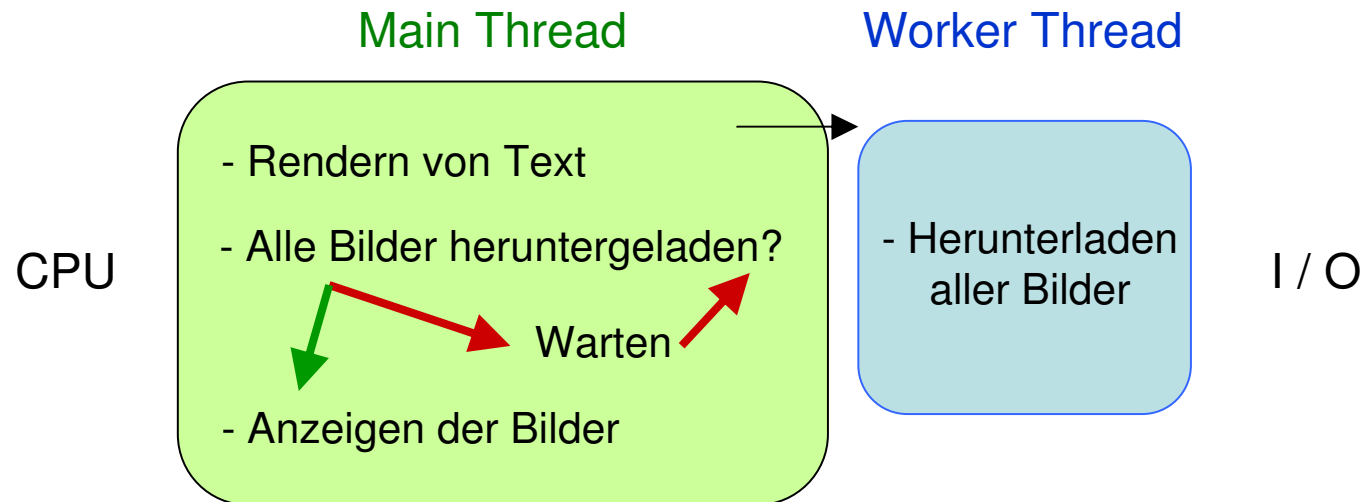 Main Thread
Worker Thread
- Rendern von Text
- Alle Bilder heruntergeladen?
CPU
Warten
- Anzeigen der Bilder
- Herunterladen
aller Bilder
I / O